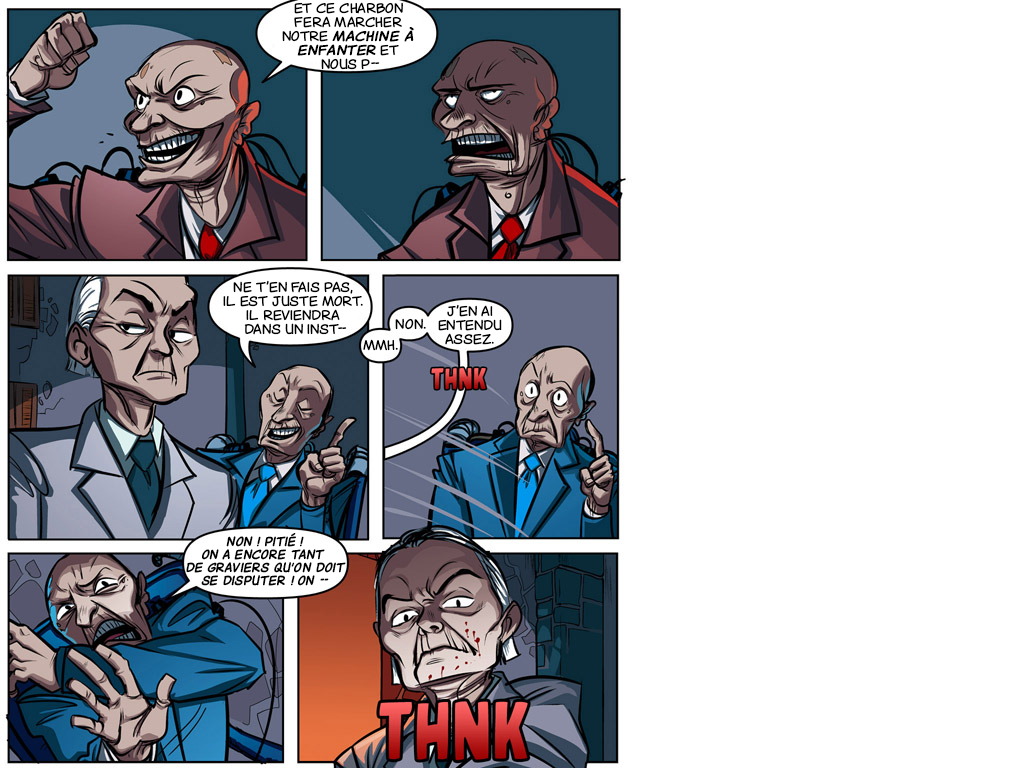 ET CE CHARBON
FERA MARCHER
NOTRE MACHINE À
ENFANTER ET
NOUS P--
NE T'EN FAIS PAS,
IL EST JUSTE MORT.
IL REVIENDRA
DANS UN INST--
MMH.
NON.
J'EN AI
ENTENDU
ASSEZ.
THNK
NON ! PITIÉ !
ON A ENCORE TANT
DE GRAVIERS QU'ON DOIT
SE DISPUTER ! ON --
THNK